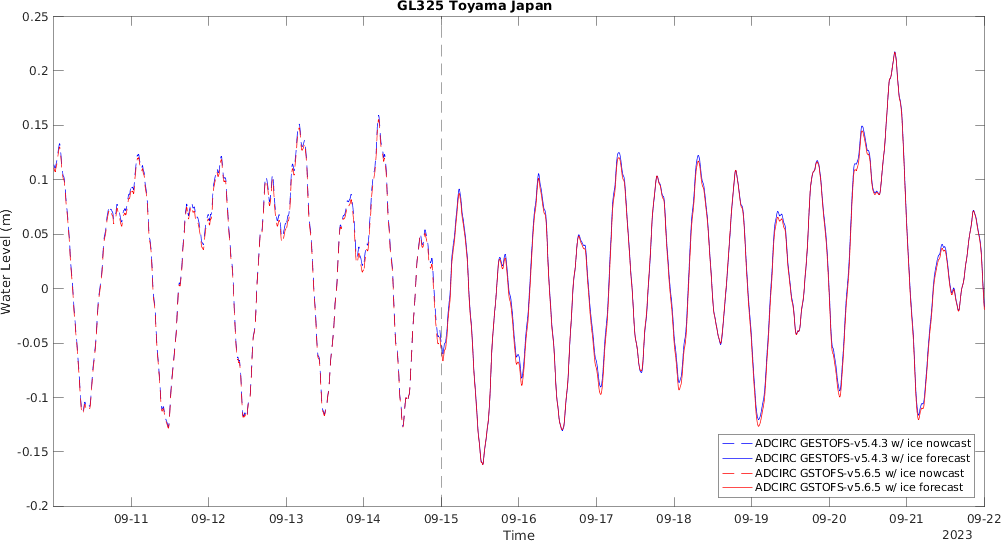 GL325 Toyama Japan
0.25
0.2
0.15
0.1
0.05
0
-0.05
-0.1
-0.15
-0.2
Water Level (m)
ADCIRC GESTOFS-v5.4.3 w/ ice nowcast
ADCIRC GESTOFS-v5.4.3 w/ ice forecast
ADCIRC GSTOFS-v5.6.5 w/ ice nowcast
ADCIRC GSTOFS-v5.6.5 w/ ice forecast
09-11 09-12 09-13 09-14 09-15 09-16 09-17 09-18 09-19 09-20 09-21 09-22
Time
2023